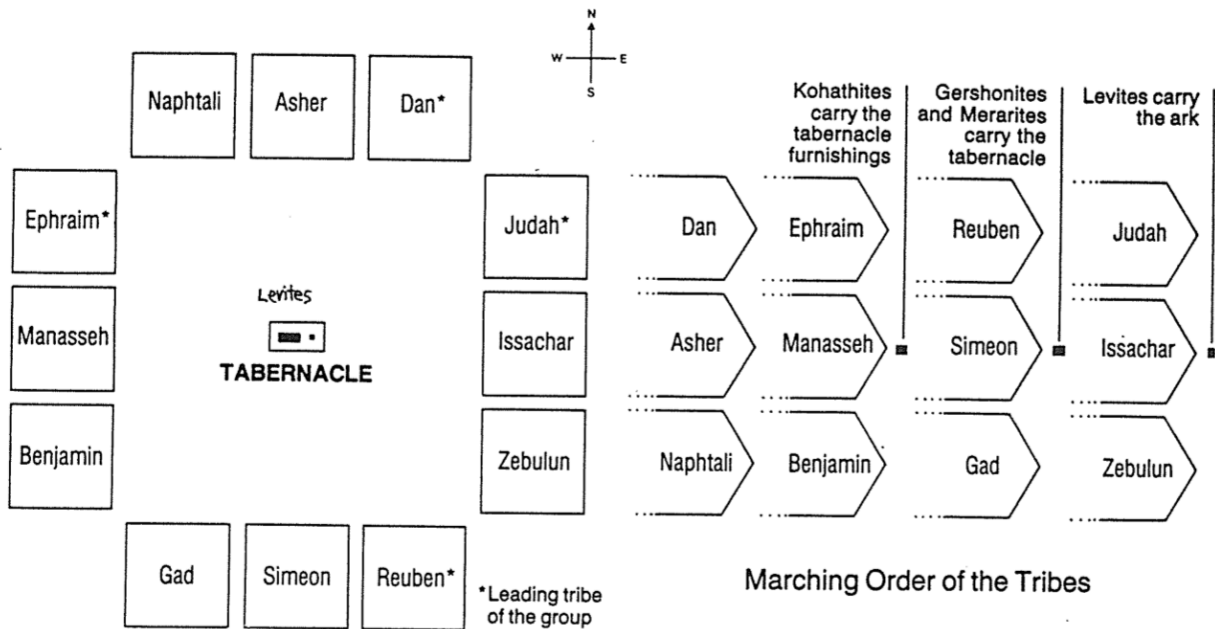 N
W E
S
Naphtali
Asher
Dan*
Ephraim*
Judah*
Manasseh
Levites
TABERNACLE
Issachar
Benjamin
Zebulun
Gad
Simeon
Reuben*
*Leading tribe
of the group
Kohathites
carry the
tabernacle
furnishings
Gershonites
and Merarites
carry the
tabernacle
Levites carry
the ark
Dan
Ephraim
Reuben
Judah
Asher
Manasseh
Simeon
Issachar
Naphtali
Benjamin
Gad
Zebulun
Marching Order of the Tribes